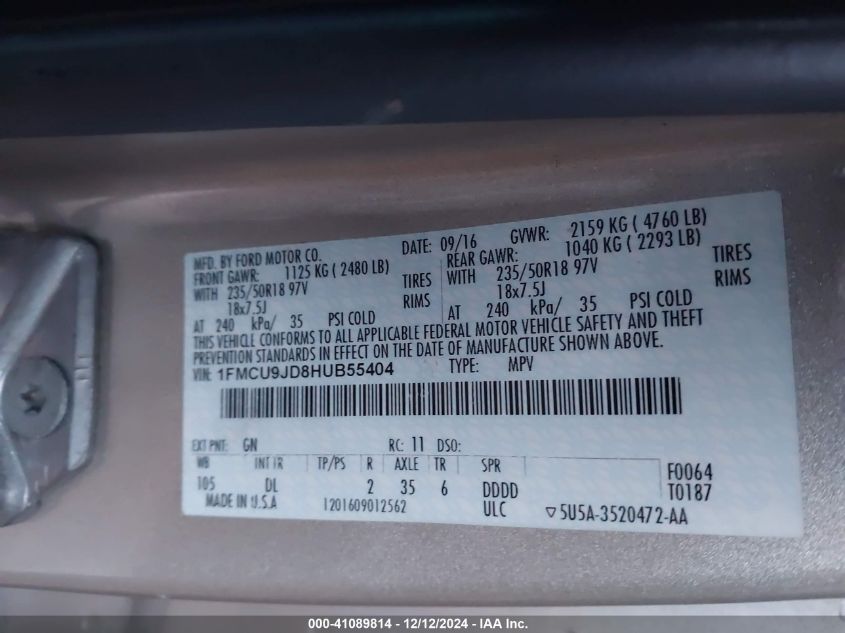 MFD. BY FORD MOTOR CO. DATE: 09/16 GVWR: 2159 KG ( 4760 LB)
FRONT GAWR: 1125 KG ( 2480 LB) REAR GAWR: 1040 KG ( 2293 LB)
WITH 235/50R18 97V TIRES WITH 235/50R18 97V TIRES
18x7.5J RIMS 18x7.5J RIMS
AT 240 kPa/ 35 PSI COLD AT 240 kPa/ 35 PSI COLD
THIS VEHICLE CONFORMS TO ALL APPLICABLE FEDERAL MOTOR VEHICLE SAFETY AND THEFT
PREVENTION STANDARDS IN EFFECT ON THE DATE OF MANUFACTURE SHOWN ABOVE.
VIN: 1FMCU9JD8HUB55404 TYPE: MPV
EXT PNT: GN RC: 11 DSO:
WB INT TR TP/PS R AXLE TR SPR F0064
105 DL 2 35 6 DDDD T0187
MADE IN U.S.A 1201609012562 ULC ▽5U5A-3520472-AA
000-41089814 - 12/12/2024 - IAA Inc.